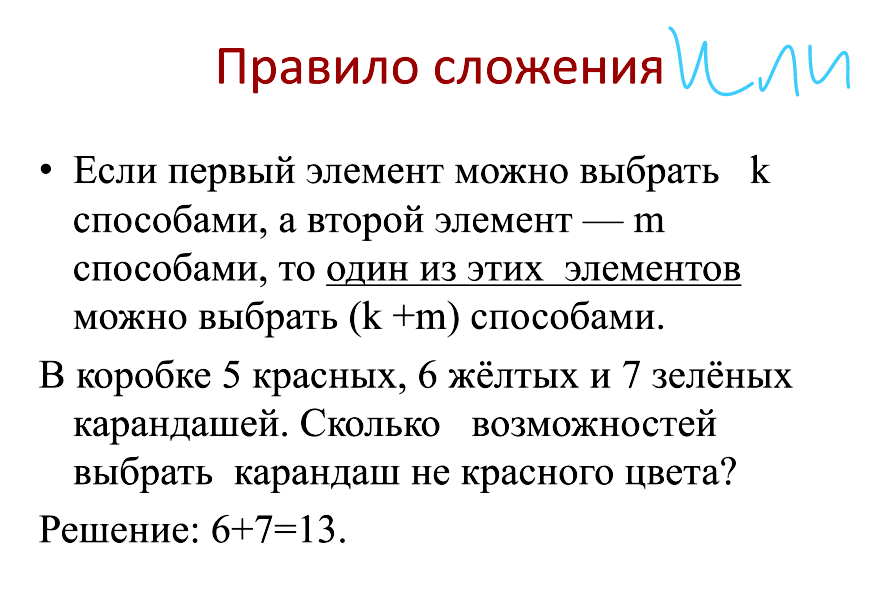 Правило сложения или
• Если первый элемент можно выбрать k
способами, а второй элемент — m
способами, то один из этих элементов
можно выбрать (k +m) способами.
В коробке 5 красных, 6 жёлтых и 7 зелёных
карандашей. Сколько возможностей
выбрать карандаш не красного цвета?
Решение: 6+7=13.